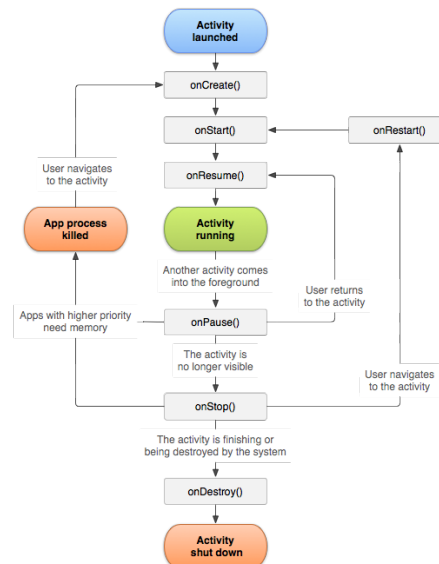 Activity
launched
onCreate()
onStart()
onRestart()
User navigates
to the activity
onResume()
App process
killed
Activity
running
Another activity comes
into the foreground
User returns
to the activity
Apps with higher priority
need memory
onPause()
The activity is
no longer visible
User navigates
to the activity
onStop()
The activity is finishing or
being destroyed by the system
onDestroy()
Activity
shut down